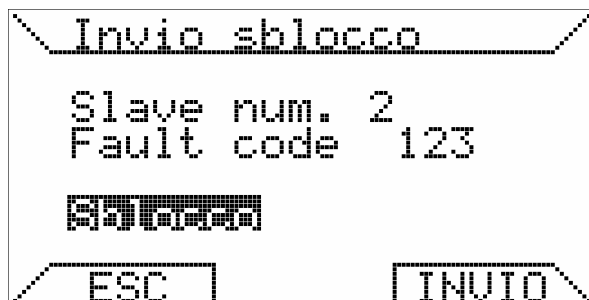 Invio sblocco
Slave num. 2
Fault code 123
Sblocco
ESC INVIO